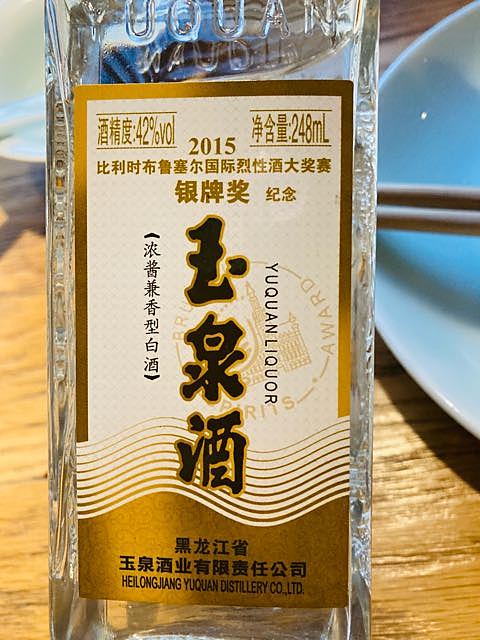 YUQUAN
WAJIU
酒精度:42%vol
净含量:248mL
2015
比利时布鲁塞尔国际烈性酒大奖赛
银牌奖 纪念
玉泉酒
YUQUAN LIQUOR
《浓酱兼香型白酒》
SPIRITS
AWARD
黑龙江省
玉泉酒业有限责任公司
HEILONGJIANG YUQUAN DISTILLERY CO.,LTD.